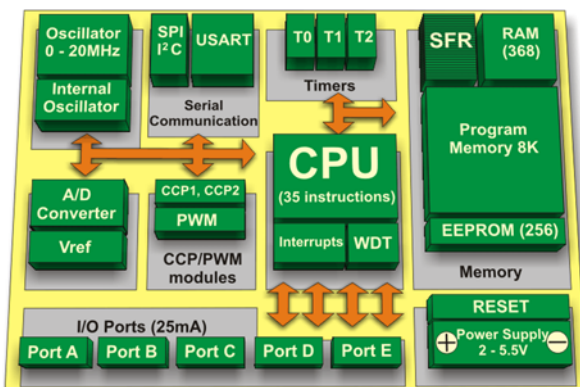 Oscillator
0 - 20MHz
Internal
Oscillator
SPI
I²C
USART
Serial
Communication
T0
T1
T2
Timers
SFR
RAM
(368)
Program
Memory 8K
EEPROM (256)
Memory
CPU
(35 instructions)
Interrupts
WDT
A/D
Converter
Vref
CCP1, CCP2
PWM
CCP/PWM
modules
I/O Ports (25mA)
Port A
Port B
Port C
Port D
Port E
RESET
+
Power Supply
2 - 5.5V
−